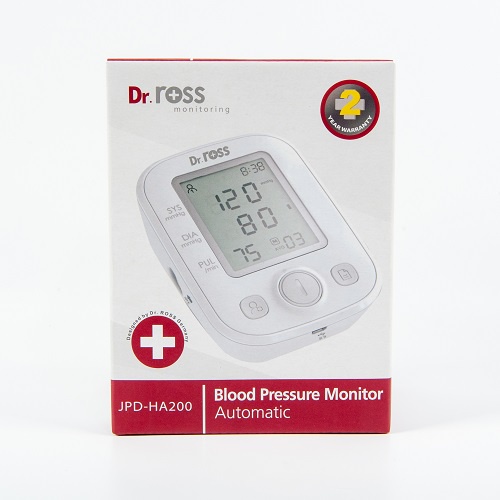 Dr. ross
monitoring
2
YEAR WARRANTY
Dr. ross
8:38
SYS
mmHg
120
DIA
mmHg
80
PUL
/min
75
03
Designed by Dr. ROSS Germany
JPD-HA200
Blood Pressure Monitor
Automatic